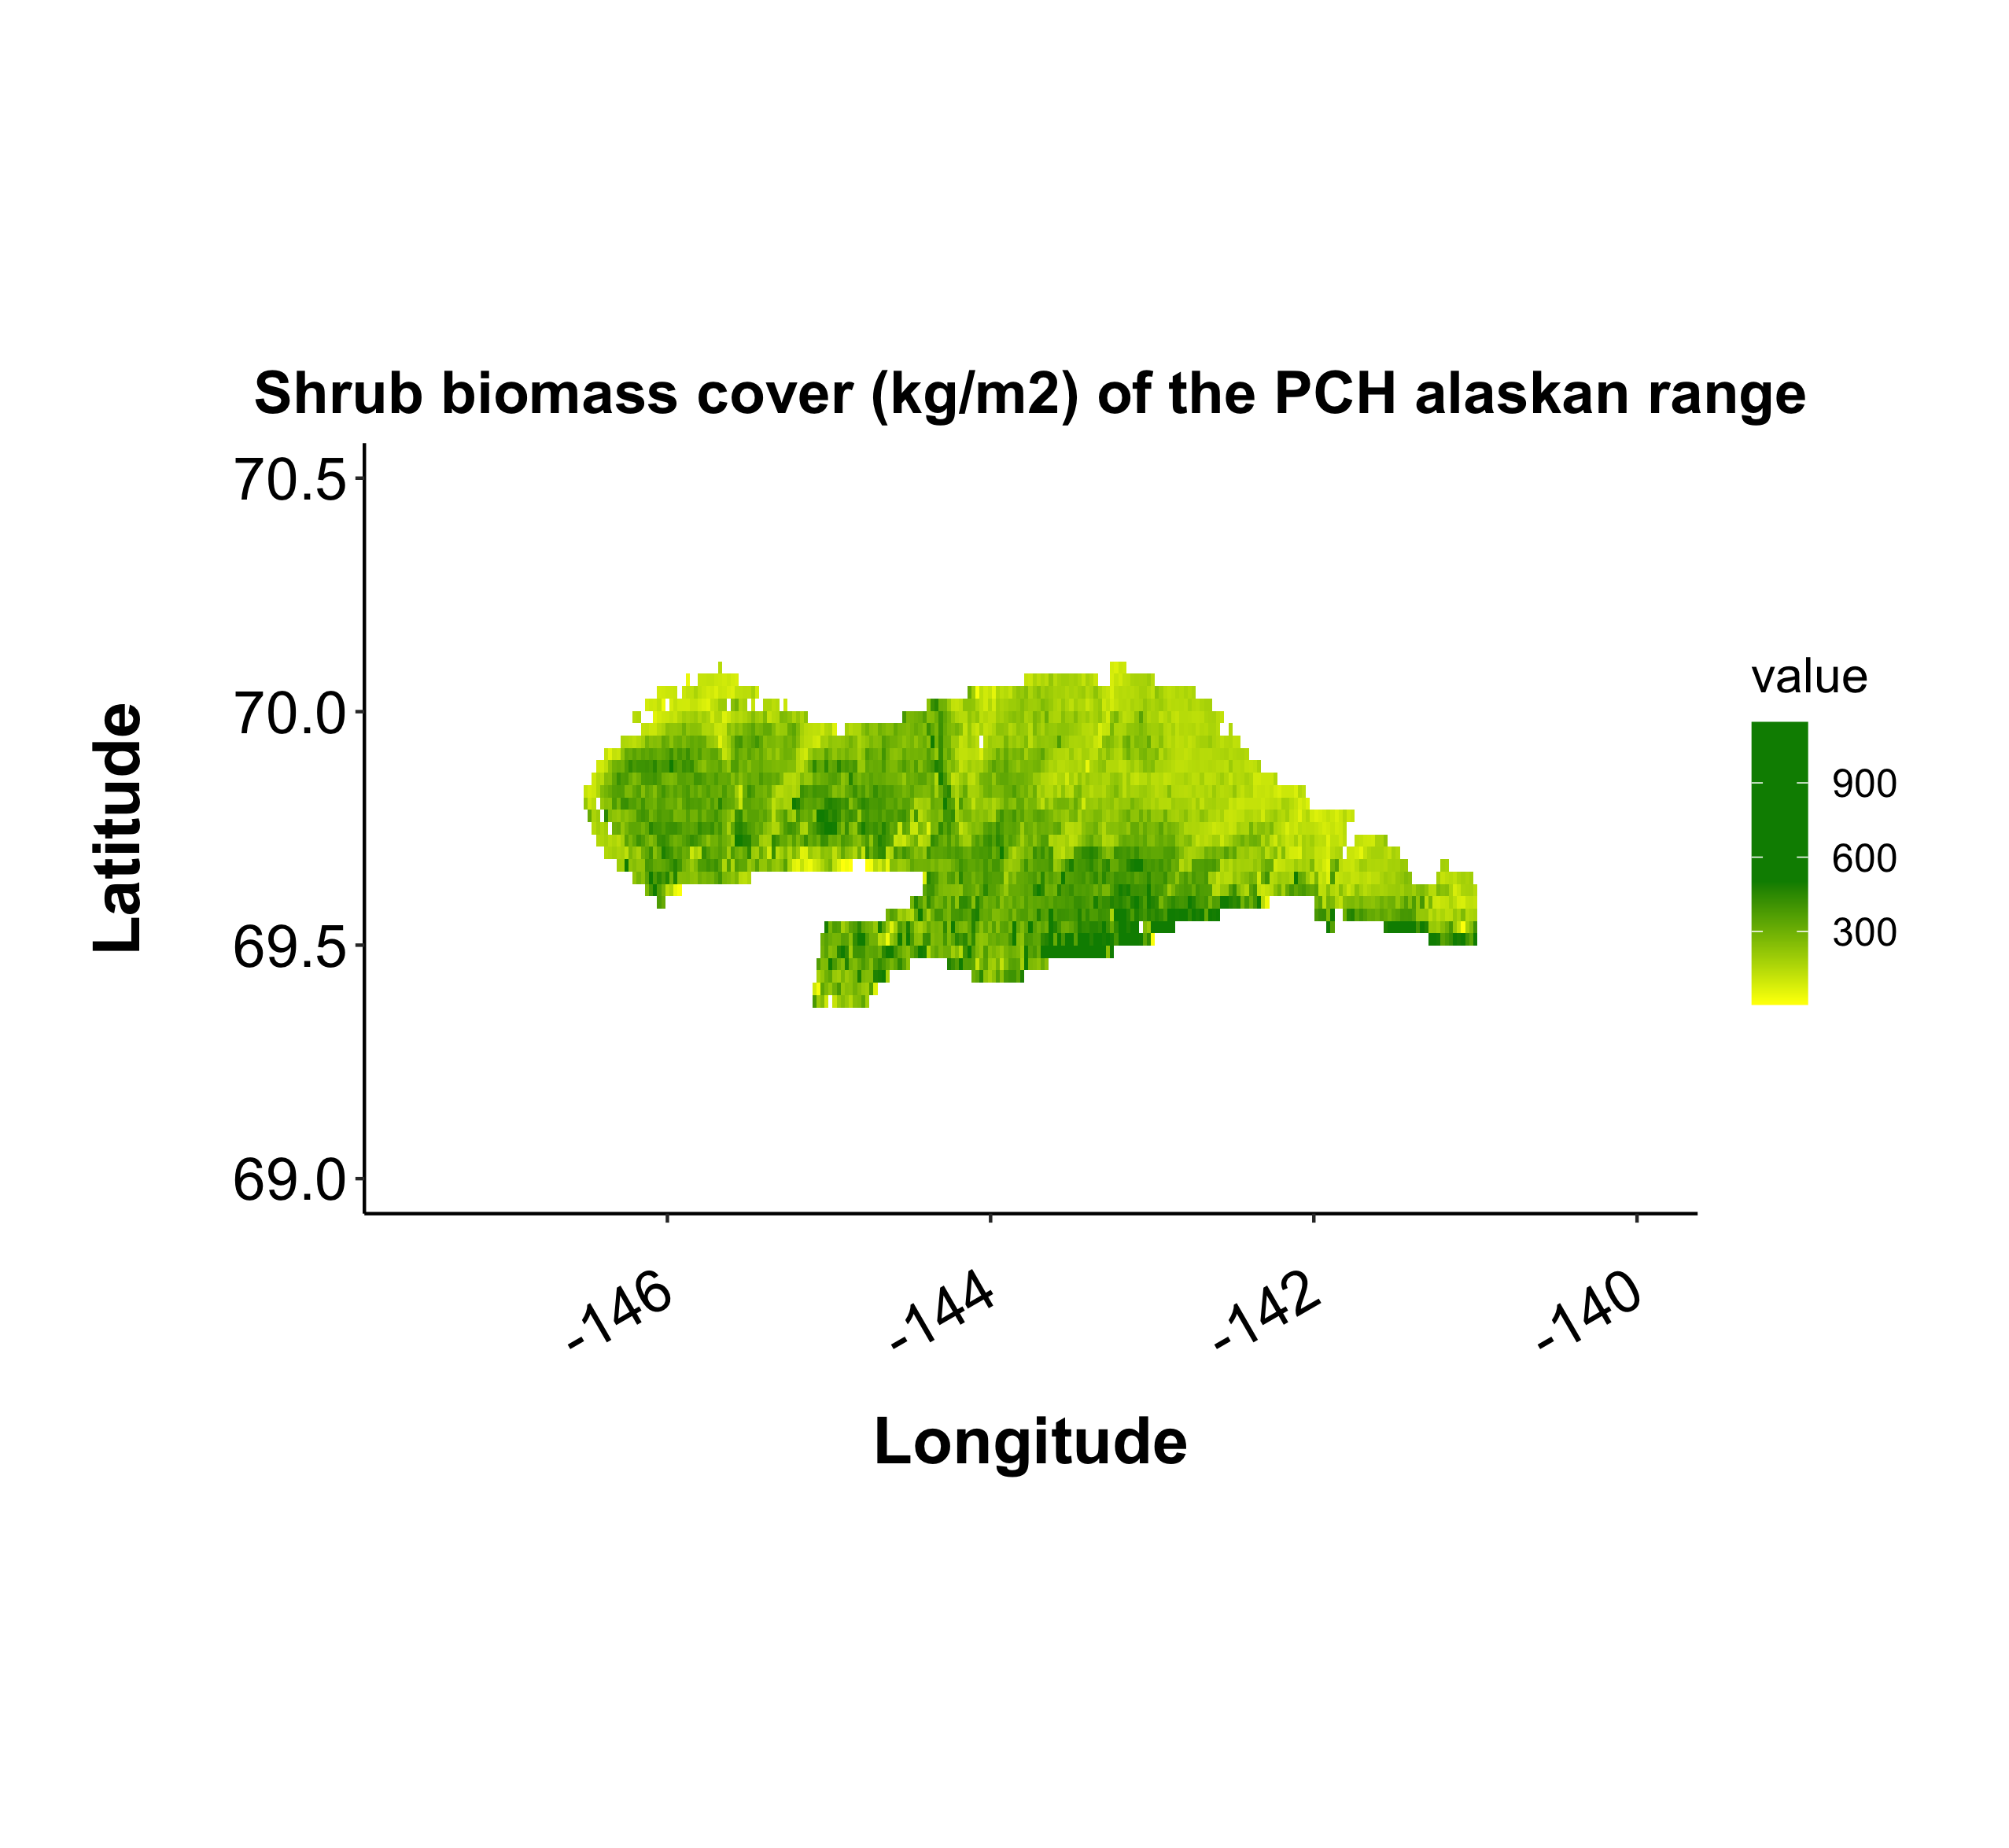 Shrub biomass cover (kg/m2) of the PCH alaskan range
70.5
70.0
69.5
69.0
Latitude
-146
-144
-142
-140
Longitude
value
900
600
300